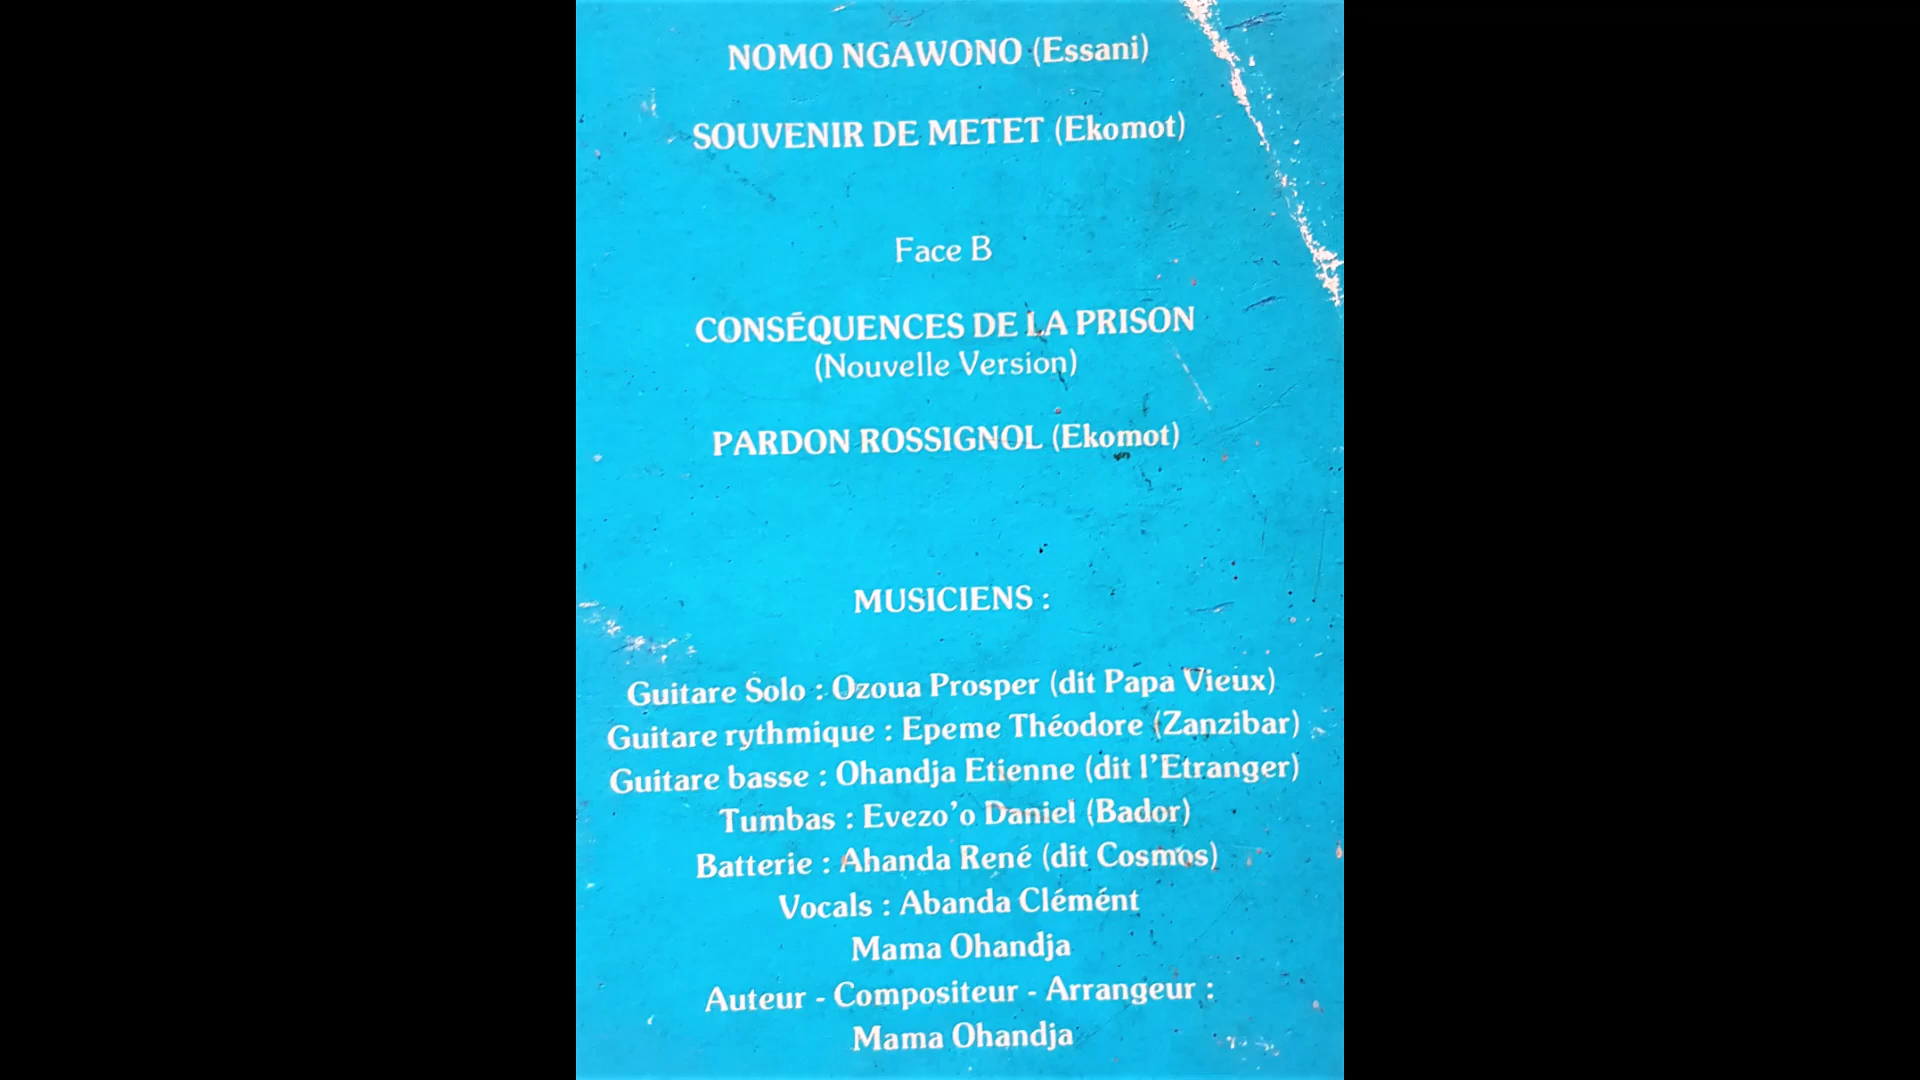 NOMO NGAWONO (Essani)
SOUVENIR DE METET (Ekomot)
Face B
CONSÉQUENCES DE LA PRISON
(Nouvelle Version)
PARDON ROSSIGNOL (Ekomot)
MUSICIENS :
Guitare Solo : Ozoua Prosper (dit Papa Vieux)
Guitare rythmique : Epeme Théodore (Zanzibar)
Guitare basse : Ohandja Etienne (dit l'Etranger)
Tumbas : Evezo'o Daniel (Bador)
Batterie : Ahanda René (dit Cosmos)
Vocals : Abanda Clémént
Mama Ohandja
Auteur - Compositeur - Arrangeur :
Mama Ohandja